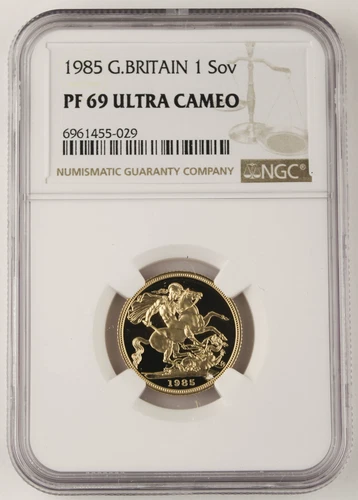 1985 G.BRITAIN 1 Sov
PF 69 ULTRA CAMEO
6961455-029
NUMISMATIC GUARANTY COMPANY
NGC®
1985